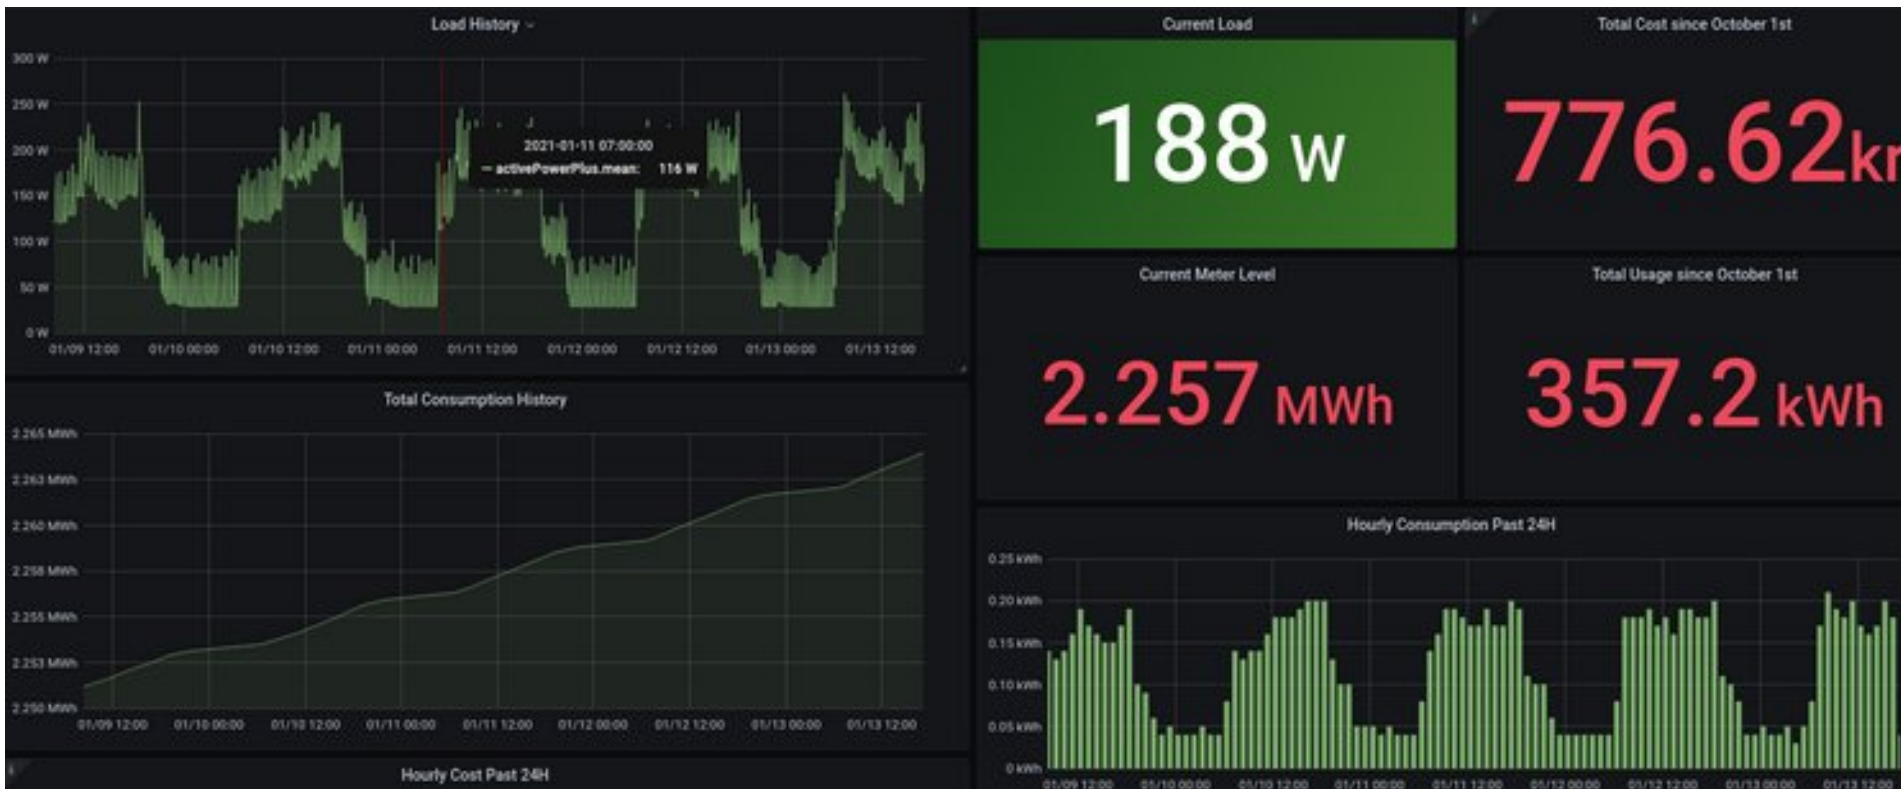 Load History
300 W
250 W
200 W
150 W
100 W
50 W
0 W
2021-01-11 07:00:00
activePowerPlus.mean: 116 W
01/09 12:00 01/10 00:00 01/10 12:00 01/11 00:00 01/11 12:00 01/12 00:00 01/12 12:00 01/13 00:00 01/13 12:00
Current Load
188 W
Total Cost since October 1st
776.62kr
Current Meter Level
2.257 MWh
Total Usage since October 1st
357.2 kWh
Total Consumption History
2.265 MWh
2.263 MWh
2.260 MWh
2.258 MWh
2.255 MWh
2.253 MWh
2.250 MWh
01/09 12:00 01/10 00:00 01/10 12:00 01/11 00:00 01/11 12:00 01/12 00:00 01/12 12:00 01/13 00:00 01/13 12:00
Hourly Consumption Past 24H
0.25 kWh
0.20 kWh
0.15 kWh
0.10 kWh
0.05 kWh
0 kWh
01/09 12:00 01/10 00:00 01/10 12:00 01/11 00:00 01/11 12:00 01/12 00:00 01/12 12:00 01/13 00:00 01/13 12:00
Hourly Cost Past 24H